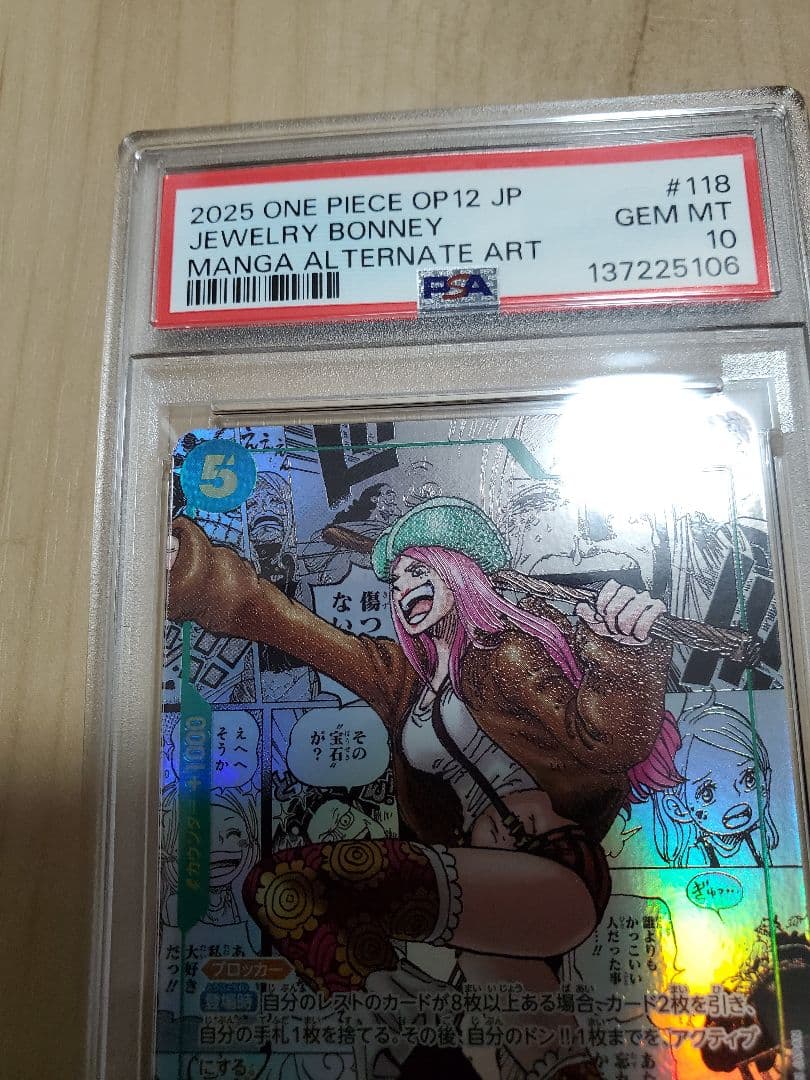 2025 ONE PIECE OP12 JP
#118
JEWELRY BONNEY
GEM MT
MANGA ALTERNATE ART
10
PSA
137225106
5
えへへ
そうか
その
"宝石"
が？
傷つ
ない
ぎゅっ…
誰よりも
かっこいい
人だった事
…!!
カウンター+1000
私
大好き
だっ!!
ブロッカー
登場時 自分のレストのカードが8枚以上ある場合、カード2枚を引き、
自分の手札1枚を捨てる。その後、自分のドン!!1枚までを、アクティブ
にする。